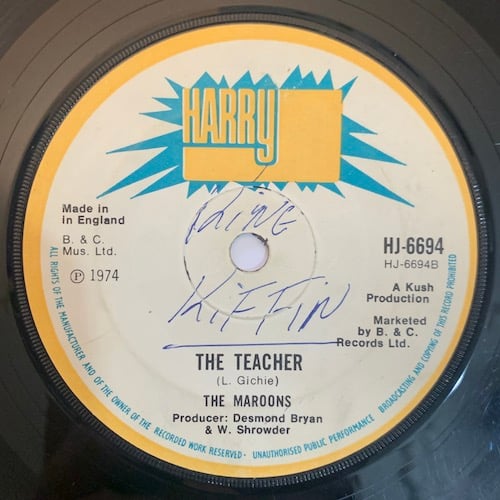 HARRY
Made in
in England
B. & C.
Mus. Ltd.
Ⓟ 1974
HJ-6694
HJ-6694B
A Kush
Production
Marketed
by B. & C.
Records Ltd.
KIFFIN
THE TEACHER
(L. Gichie)
THE MAROONS
Producer: Desmond Bryan
& W. Shrowder
ALL RIGHTS OF THE MANUFACTURER AND OF THE OWNER OF THE RECORDED WORK RESERVED - UNAUTHORISED PUBLIC PERFORMANCE BROADCASTING AND COPYING OF THIS RECORD PROHIBITED